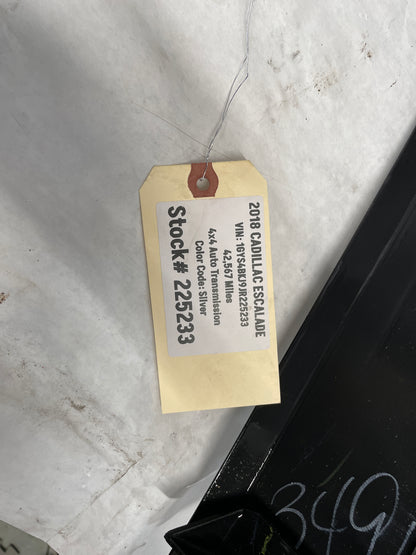 2018 CADILLAC ESCALADE
VIN: 1GYS4BKJ9JR225233
42,567 Miles
4x4 Auto Transmission
Color Code: Silver
Stock# 225233
349